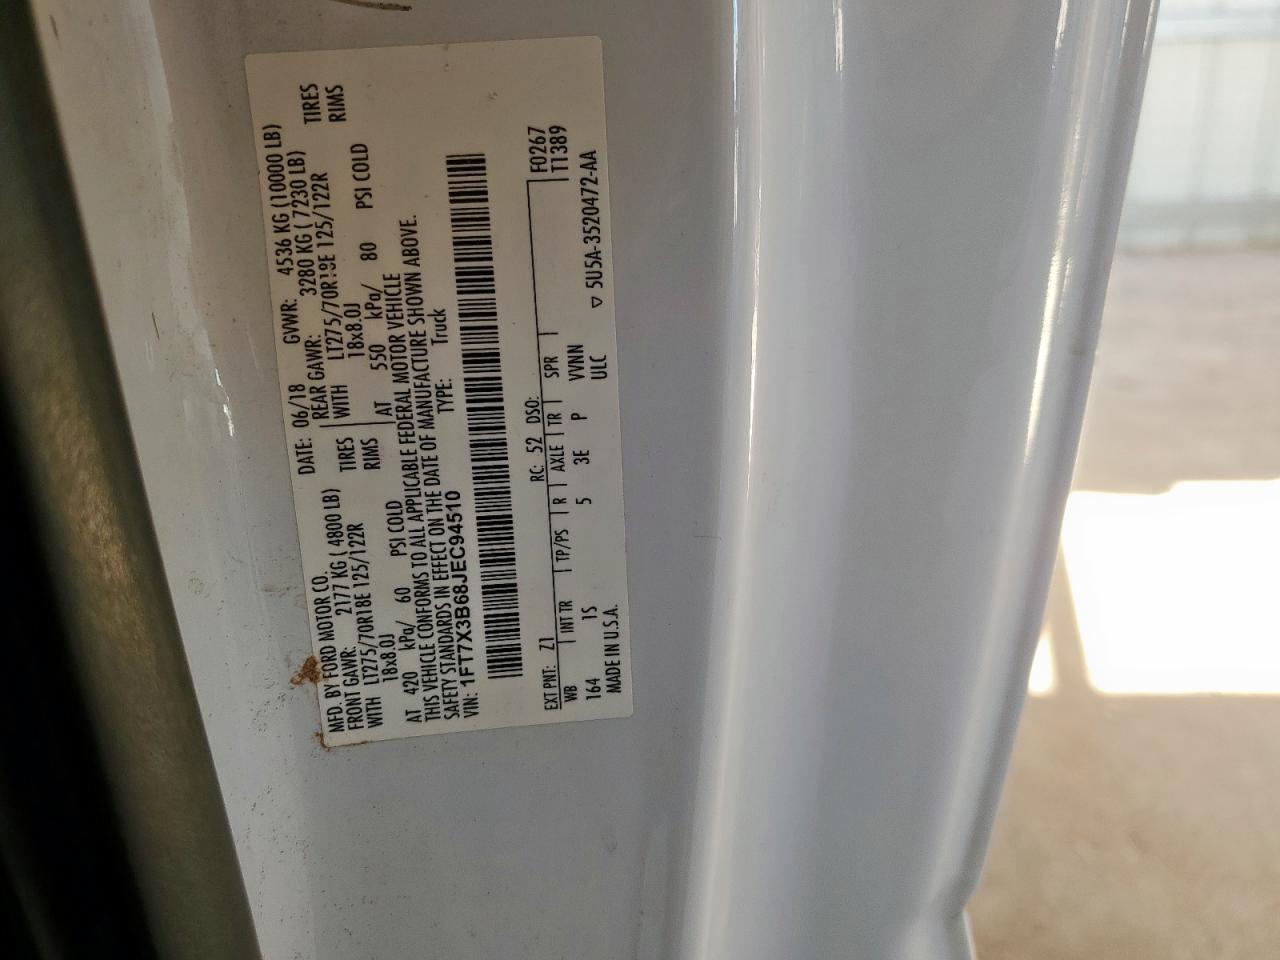 MFD. BY FORD MOTOR CO.
DATE: 06/18 GVWR: 4536 KG (10000 LB)
FRONT GAWR: 2177 KG ( 4800 LB) REAR GAWR: 3280 KG ( 7230 LB)
WITH LT275/70R18E 125/122R TIRES WITH LT275/70R18E 125/122R TIRES
18x8.0J RIMS 18x8.0J RIMS
AT 420 kPa/ 60 PSI COLD AT 550 kPa/ 80 PSI COLD
THIS VEHICLE CONFORMS TO ALL APPLICABLE FEDERAL MOTOR VEHICLE
SAFETY STANDARDS IN EFFECT ON THE DATE OF MANUFACTURE SHOWN ABOVE.
VIN: 1FT7X3B68JEC94510 TYPE: Truck
F0267
EXT PNT: Z1 RC: 52 DSO: T1389
WB INT TR TP/PS R AXLE TR SPR
164 1S 5 3E P VVNN
MADE IN U.S.A. ULC ▽ 5U5A-3520472-AA